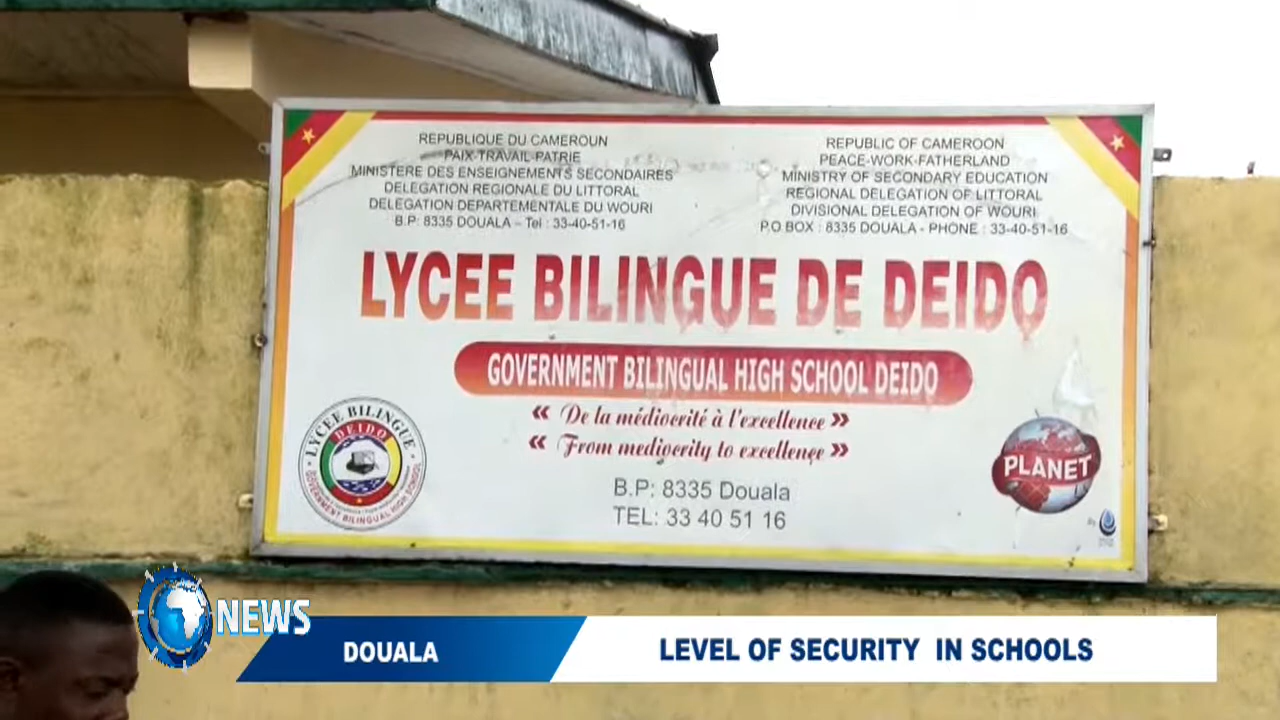 REPUBLIQUE DU CAMEROUN
PAIX-TRAVAIL-PATRIE
MINISTERE DES ENSEIGNEMENTS SECONDAIRES
DELEGATION REGIONALE DU LITTORAL
DELEGATION DEPARTEMENTALE DU WOURI
B.P: 8335 DOUALA – Tel : 33-40-51-16
REPUBLIC OF CAMEROON
PEACE-WORK-FATHERLAND
MINISTRY OF SECONDARY EDUCATION
REGIONAL DELEGATION OF LITTORAL
DIVISIONAL DELEGATION OF WOURI
P.O BOX : 8335 DOUALA - PHONE : 33-40-51-16
LYCEE BILINGUE DE DEIDO
GOVERNMENT BILINGUAL HIGH SCHOOL DEIDO
« De la médiocrité à l'excellence »
« From mediocrity to excellence »
B.P: 8335 Douala
TEL: 33 40 51 16
LYCEE BILINGUE
DEIDO
GOVERNMENT BILINGUAL HIGH SCHOOL
PLANET
By
NEWS
DOUALA
LEVEL OF SECURITY  IN SCHOOLS